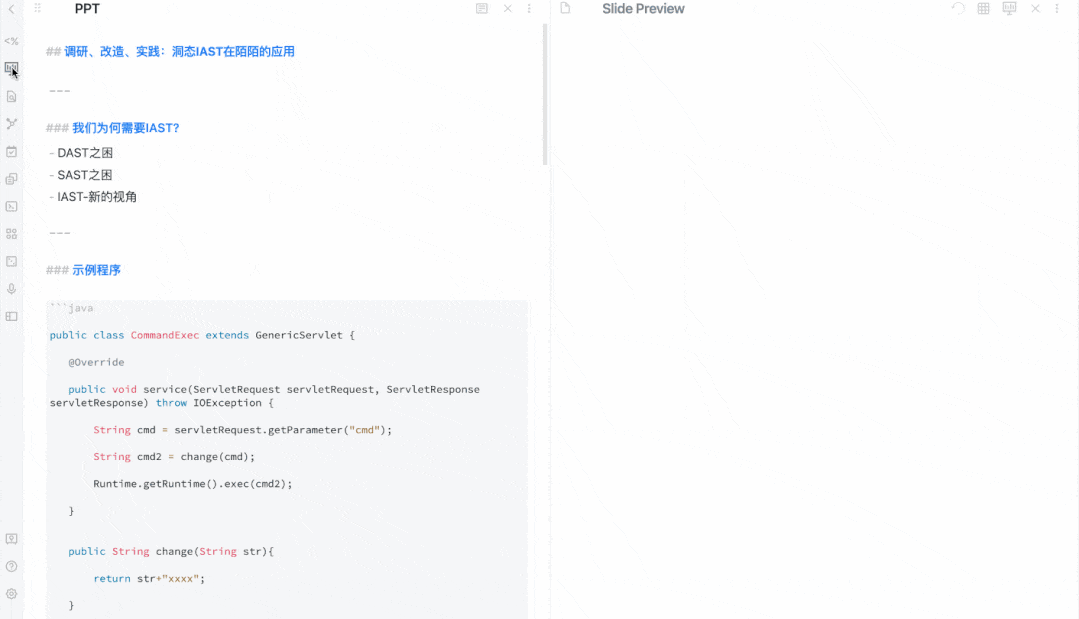 PPT
Slide Preview
<%
## 调研、改造、实践：洞态IAST在陌陌的应用
---
### 我们为何需要IAST?
- DAST之困
- SAST之困
- IAST-新的视角
---
### 示例程序
```java
public class CommandExec extends GenericServlet {
@Override
public void service(ServletRequest servletRequest, ServletResponse
servletResponse) throw IOException {
String cmd = servletRequest.getParameter("cmd");
String cmd2 = change(cmd);
Runtime.getRuntime().exec(cmd2);
}
public String change(String str){
return str+"xxxx";
}